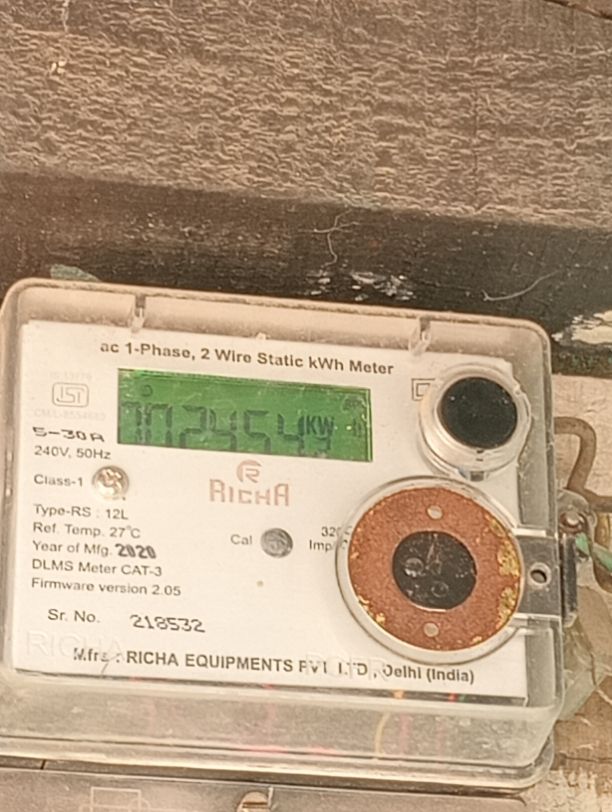 ac 1-Phase, 2 Wire Static kWh Meter
ISI
5-30A
240V, 50Hz
Class-1
RICHA
Type-RS : 12L
Ref. Temp. 27°C
Cal
Year of Mfg. 2020
DLMS Meter CAT-3
Firmware version 2.05
Sr. No. 218532
RICHA
Mfrs : RICHA EQUIPMENTS PVT. LTD., Delhi (India)